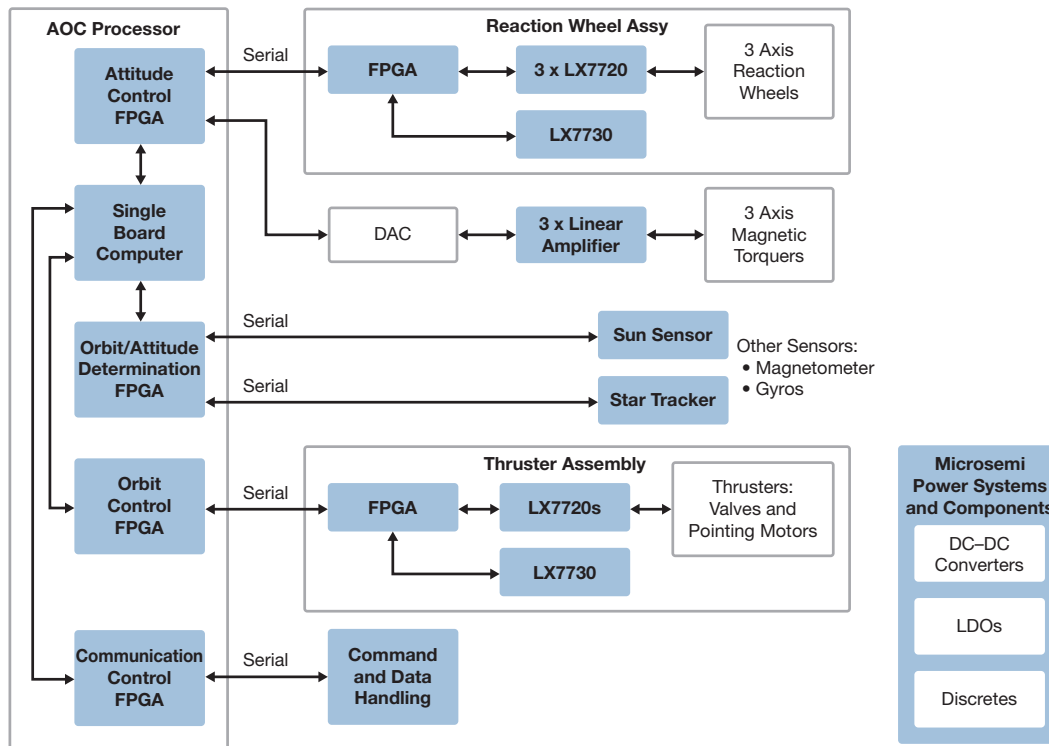 AOC Processor
Attitude
Control
FPGA
Single
Board
Computer
Orbit/Attitude
Determination
FPGA
Orbit
Control
FPGA
Communication
Control
FPGA
Serial
Reaction Wheel Assy
FPGA
3 x LX7720
3 Axis
Reaction
Wheels
LX7730
DAC
3 x Linear
Amplifier
3 Axis
Magnetic
Torquers
Serial
Sun Sensor
Serial
Star Tracker
Other Sensors:
• Magnetometer
• Gyros
Serial
Thruster Assembly
FPGA
LX7720s
Thrusters:
Valves and
Pointing Motors
LX7730
Serial
Command
and Data
Handling
Microsemi
Power Systems
and Components
DC–DC
Converters
LDOs
Discretes